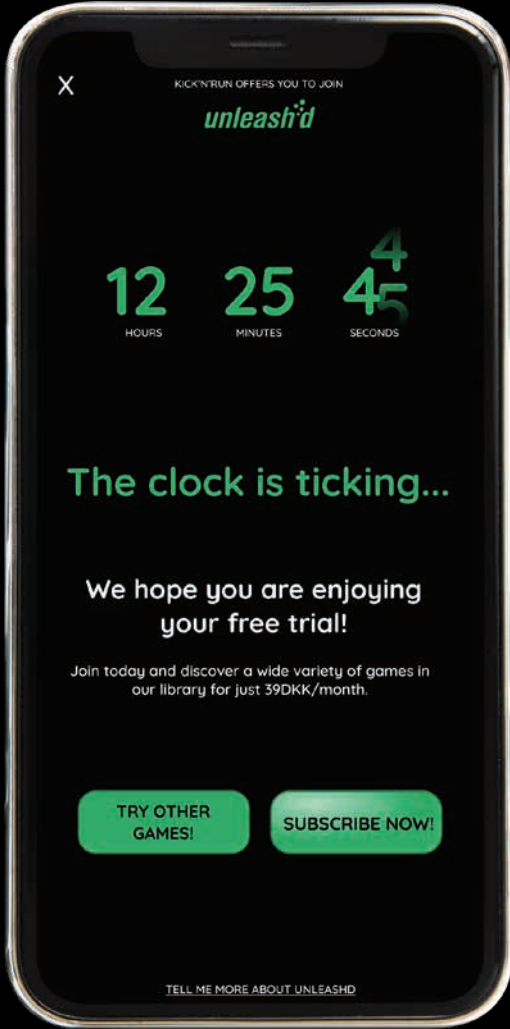 X
KICK'N'RUN OFFERS YOU TO JOIN
unleash'd
12 25 45
4
HOURS MINUTES SECONDS
The clock is ticking...
We hope you are enjoying
your free trial!
Join today and discover a wide variety of games in
our library for just 39DKK/month.
TRY OTHER
GAMES!
SUBSCRIBE NOW!
TELL ME MORE ABOUT UNLEASHD